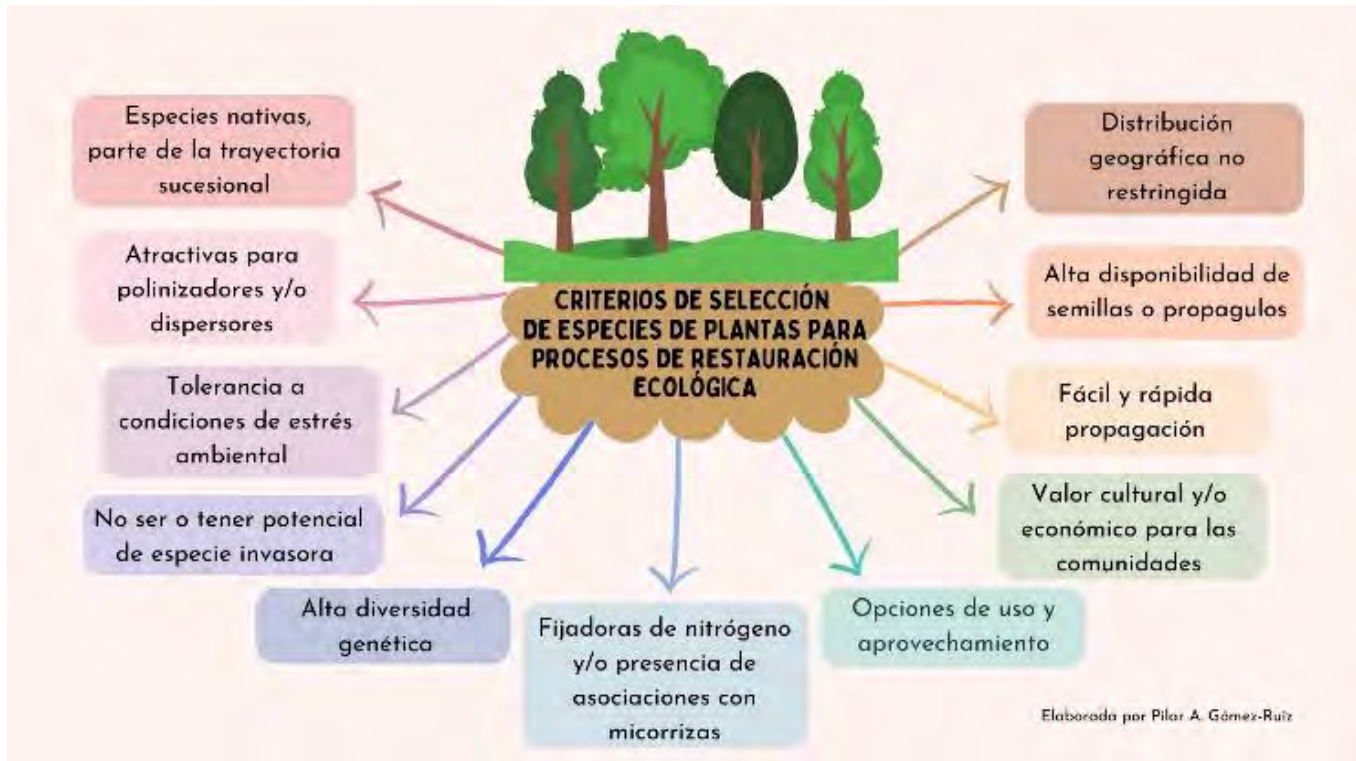 CRITERIOS DE SELECCIÓN
DE ESPECIES DE PLANTAS PARA
PROCESOS DE RESTAURACIÓN
ECOLÓGICA
Especies nativas,
parte de la trayectoria
sucesional
Atractivas para
polinizadores y/o
dispersores
Tolerancia a
condiciones de estrés
ambiental
No ser o tener potencial
de especie invasora
Alta diversidad
genética
Fijadoras de nitrógeno
y/o presencia de
asociaciones con
micorrizas
Opciones de uso y
aprovechamiento
Valor cultural y/o
económico para las
comunidades
Fácil y rápida
propagación
Alta disponibilidad de
semillas o propagulos
Distribución
geográfica no
restringida
Elaborada por Pilar A. Gómez-Ruiz